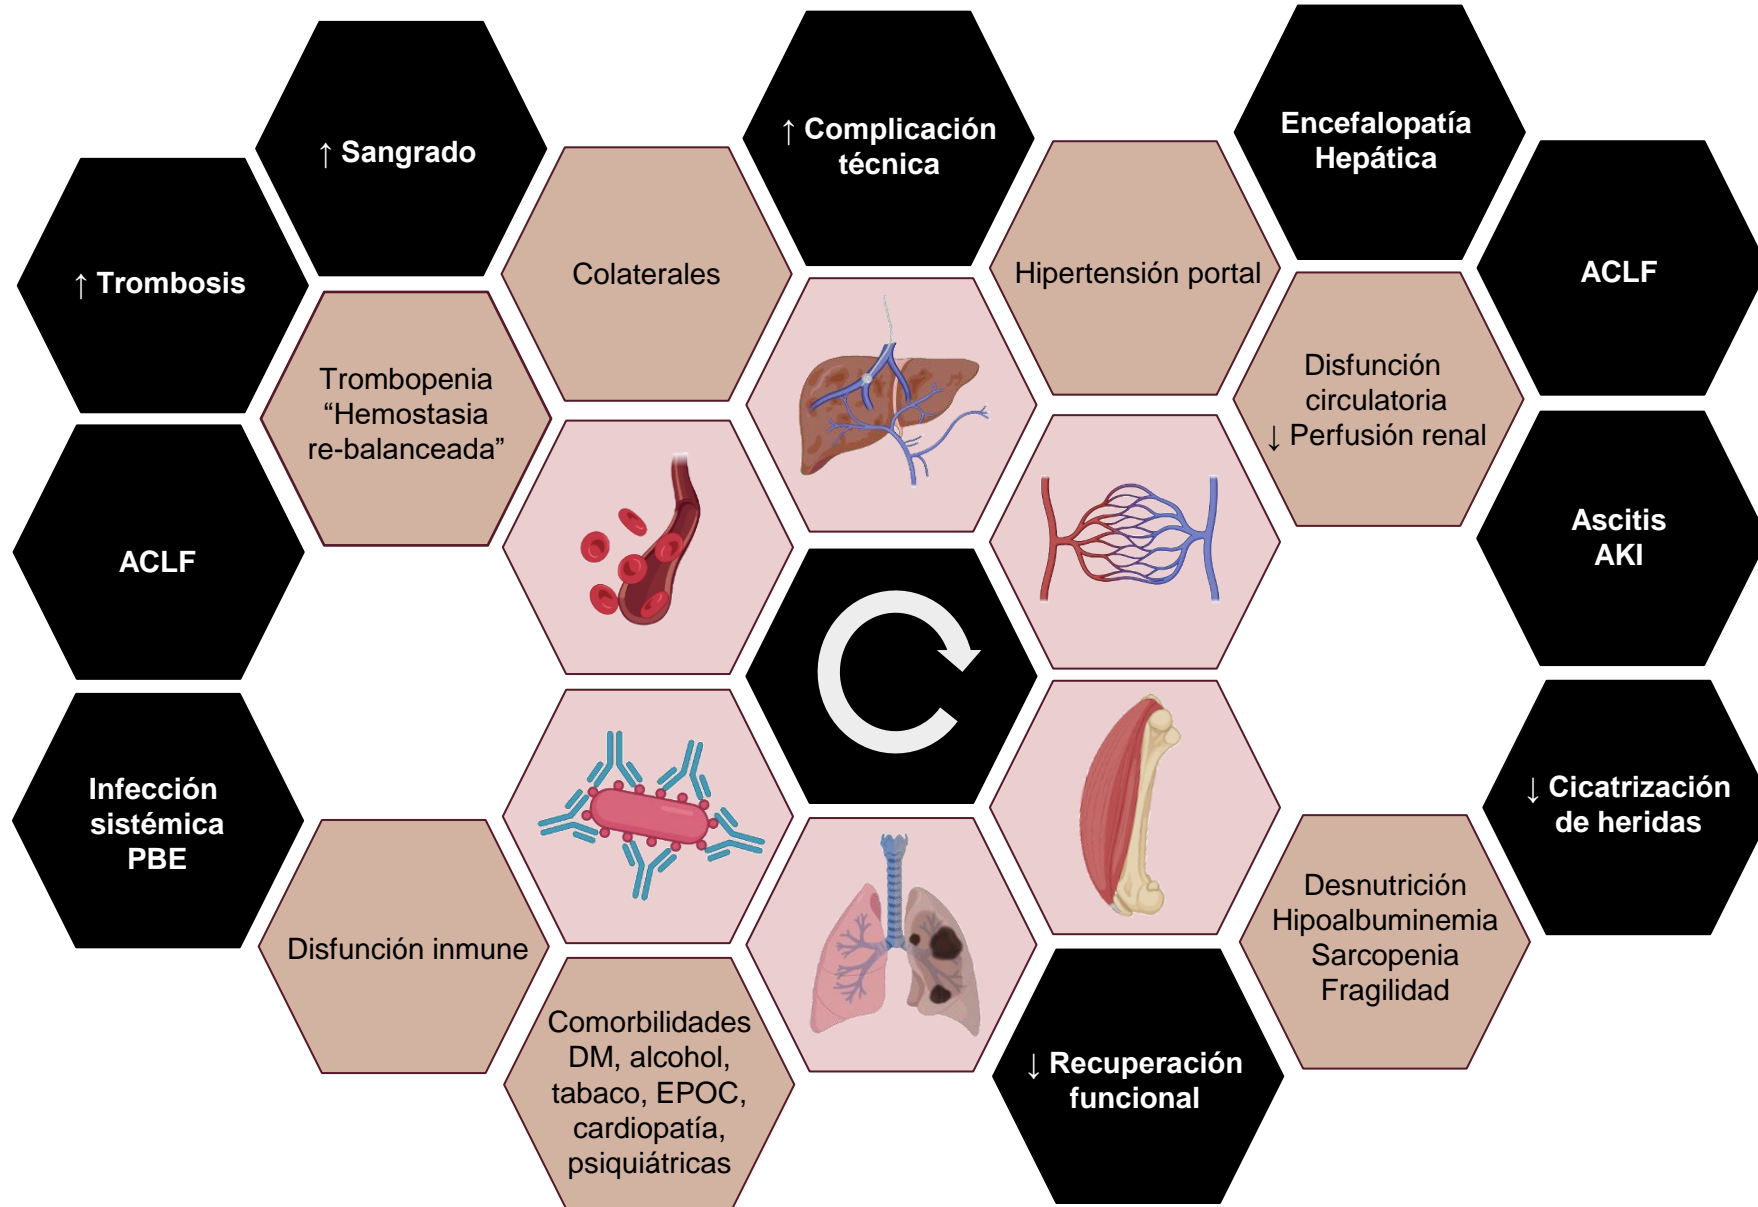 ↑ Sangrado
↑ Complicación
técnica
Encefalopatía
Hepática
↑ Trombosis
Colaterales
Hipertensión portal
ACLF
Trombopenia
“Hemostasia
re-balanceada”
Disfunción
circulatoria
↓ Perfusión renal
ACLF
Ascitis
AKI
Infección
sistémica
PBE
↓ Cicatrización
de heridas
Disfunción inmune
Desnutrición
Hipoalbuminemia
Sarcopenia
Fragilidad
Comorbilidades
DM, alcohol,
tabaco, EPOC,
cardiopatía,
psiquiátricas
↓ Recuperación
funcional